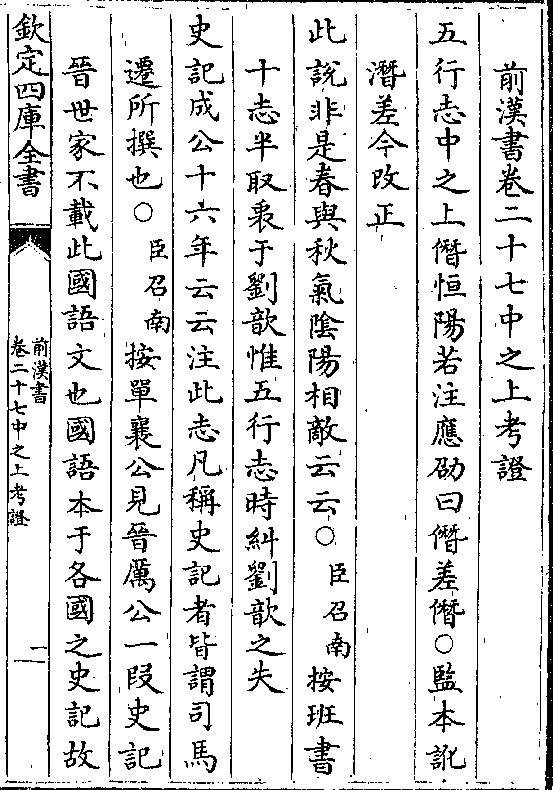 前漢書卷二十七中之上考證
五行志中之上僭恒陽若注應劭曰僭差僭○監本訛
潛差今改正
此說非是春與秋氣陰陽相敵云云○臣召南按班書
十志半取衷于劉歆惟五行志時糾劉歆之失
史記成公十六年云云注此志凡稱史記者皆謂司馬
遷所撰也○臣召南按單襄公見晉厲公一段史記
晉世家不載此國語文也國語本于各國之史記故
欽定四庫全書
前漢書
卷二十七中之上考證
一